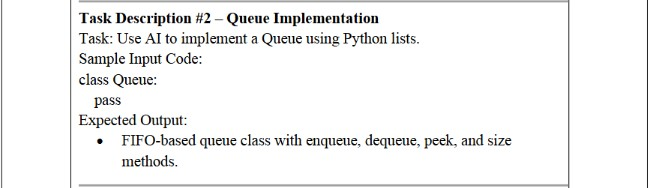 Task Description #2 – Queue Implementation
Task: Use AI to implement a Queue using Python lists.
Sample Input Code:
class Queue:
pass
Expected Output:
• FIFO-based queue class with enqueue, dequeue, peek, and size
methods.